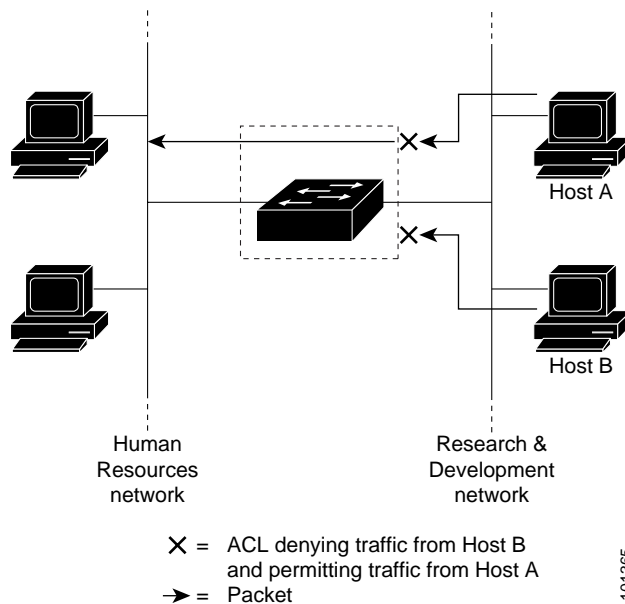 Host A
Host B
Human
Resources
network
Research &
Development
network
X = ACL denying traffic from Host B
and permitting traffic from Host A
= Packet